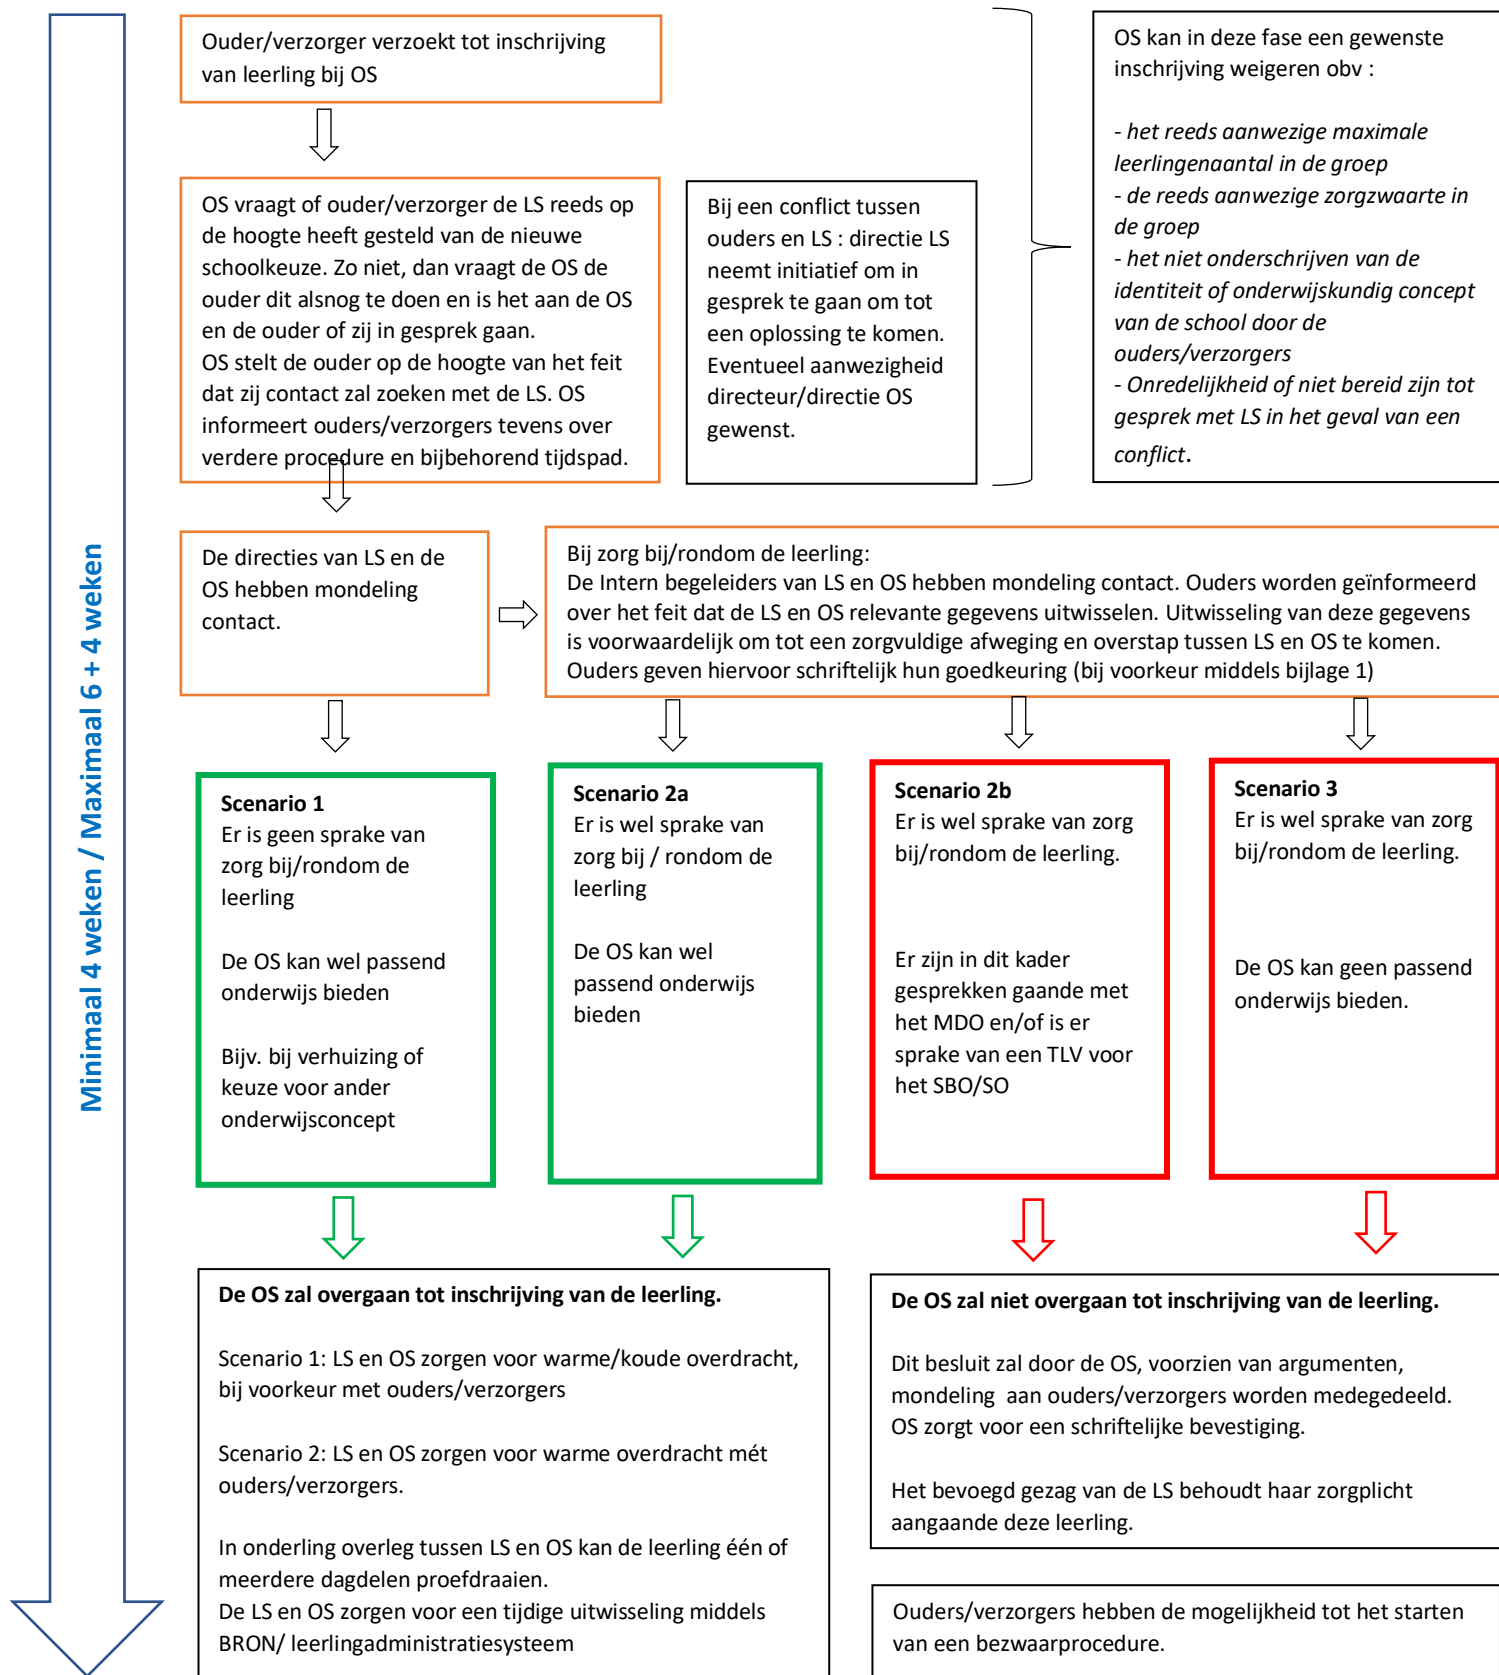 Minimaal 4 weken / Maximaal 6 + 4 weken
Ouder/verzorger verzoekt tot inschrijving
van leerling bij OS
OS kan in deze fase een gewenste
inschrijving weigeren obv :
- het reeds aanwezige maximale
leerlingenaantal in de groep
- de reeds aanwezige zorgzwaarte in
de groep
- het niet onderschrijven van de
identiteit of onderwijskundig concept
van de school door de
ouders/verzorgers
- Onredelijkheid of niet bereid zijn tot
gesprek met LS in het geval van een
conflict.
OS vraagt of ouder/verzorger de LS reeds op
de hoogte heeft gesteld van de nieuwe
schoolkeuze. Zo niet, dan vraagt de OS de
ouder dit alsnog te doen en is het aan de OS
en de ouder of zij in gesprek gaan.
OS stelt de ouder op de hoogte van het feit
dat zij contact zal zoeken met de LS. OS
informeert ouders/verzorgers tevens over
verdere procedure en bijbehorend tijdspad.
Bij een conflict tussen
ouders en LS : directie LS
neemt initiatief om in
gesprek te gaan om tot
een oplossing te komen.
Eventueel aanwezigheid
directeur/directie OS
gewenst.
De directies van LS en de
OS hebben mondeling
contact.
Bij zorg bij/rondom de leerling:
De Intern begeleiders van LS en OS hebben mondeling contact. Ouders worden geïnformeerd
over het feit dat de LS en OS relevante gegevens uitwisselen. Uitwisseling van deze gegevens
is voorwaardelijk om tot een zorgvuldige afweging en overstap tussen LS en OS te komen.
Ouders geven hiervoor schriftelijk hun goedkeuring (bij voorkeur middels bijlage 1)
Scenario 1
Er is geen sprake van
zorg bij/rondom de
leerling
De OS kan wel passend
onderwijs bieden
Bijv. bij verhuizing of
keuze voor ander
onderwijsconcept
Scenario 2a
Er is wel sprake van
zorg bij / rondom de
leerling
De OS kan wel
passend onderwijs
bieden
Scenario 2b
Er is wel sprake van zorg
bij/rondom de leerling.
Er zijn in dit kader
gesprekken gaande met
het MDO en/of is er
sprake van een TLV voor
het SBO/SO
Scenario 3
Er is wel sprake van zorg
bij/rondom de leerling.
De OS kan geen passend
onderwijs bieden.
De OS zal overgaan tot inschrijving van de leerling.
Scenario 1: LS en OS zorgen voor warme/koude overdracht,
bij voorkeur met ouders/verzorgers
Scenario 2: LS en OS zorgen voor warme overdracht mét
ouders/verzorgers.
In onderling overleg tussen LS en OS kan de leerling één of
meerdere dagdelen proefdraaien.
De LS en OS zorgen voor een tijdige uitwisseling middels
BRON/ leerlingadministratiesysteem
De OS zal niet overgaan tot inschrijving van de leerling.
Dit besluit zal door de OS, voorzien van argumenten,
mondeling  aan ouders/verzorgers worden medegedeeld.
OS zorgt voor een schriftelijke bevestiging.
Het bevoegd gezag van de LS behoudt haar zorgplicht
aangaande deze leerling.
Ouders/verzorgers hebben de mogelijkheid tot het starten
van een bezwaarprocedure.